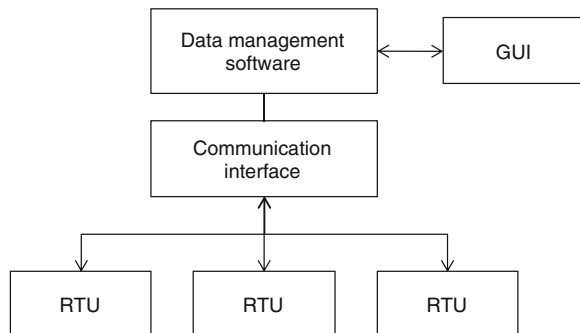 Data management
software
GUI
Communication
interface
RTU
RTU
RTU